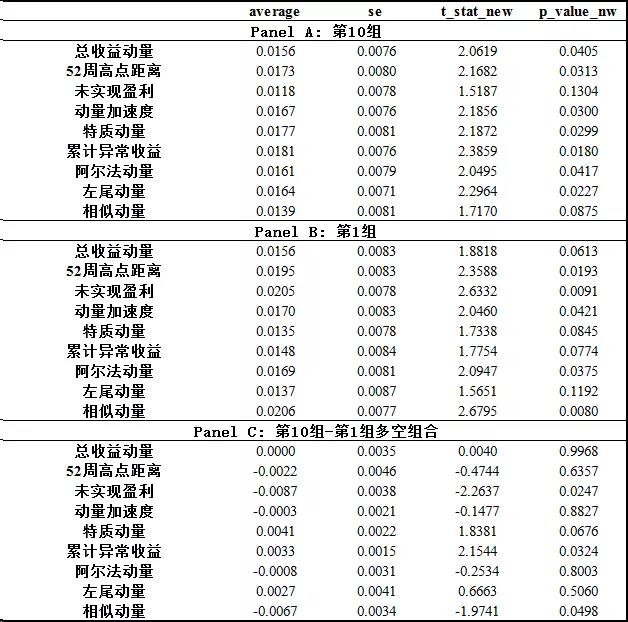 average se t_stat_new p_value_nw
Panel A: 第10组
总收益动量 0.0156 0.0076 2.0619 0.0405
52周高点距离 0.0173 0.0080 2.1682 0.0313
未实现盈利 0.0118 0.0078 1.5187 0.1304
动量加速度 0.0167 0.0076 2.1856 0.0300
特质动量 0.0177 0.0081 2.1872 0.0299
累计异常收益 0.0181 0.0076 2.3859 0.0180
阿尔法动量 0.0161 0.0079 2.0495 0.0417
左尾动量 0.0164 0.0071 2.2964 0.0227
相似动量 0.0139 0.0081 1.7170 0.0875
Panel B: 第1组
总收益动量 0.0156 0.0083 1.8818 0.0613
52周高点距离 0.0195 0.0083 2.3588 0.0193
未实现盈利 0.0205 0.0078 2.6332 0.0091
动量加速度 0.0170 0.0083 2.0460 0.0421
特质动量 0.0135 0.0078 1.7338 0.0845
累计异常收益 0.0148 0.0084 1.7754 0.0774
阿尔法动量 0.0169 0.0081 2.0947 0.0375
左尾动量 0.0137 0.0087 1.5651 0.1192
相似动量 0.0206 0.0077 2.6795 0.0080
Panel C: 第10组-第1组多空组合
总收益动量 0.0000 0.0035 0.0040 0.9968
52周高点距离 -0.0022 0.0046 -0.4744 0.6357
未实现盈利 -0.0087 0.0038 -2.2637 0.0247
动量加速度 -0.0003 0.0021 -0.1477 0.8827
特质动量 0.0041 0.0022 1.8381 0.0676
累计异常收益 0.0033 0.0015 2.1544 0.0324
阿尔法动量 -0.0008 0.0031 -0.2534 0.8003
左尾动量 0.0027 0.0041 0.6663 0.5060
相似动量 -0.0067 0.0034 -1.9741 0.0498